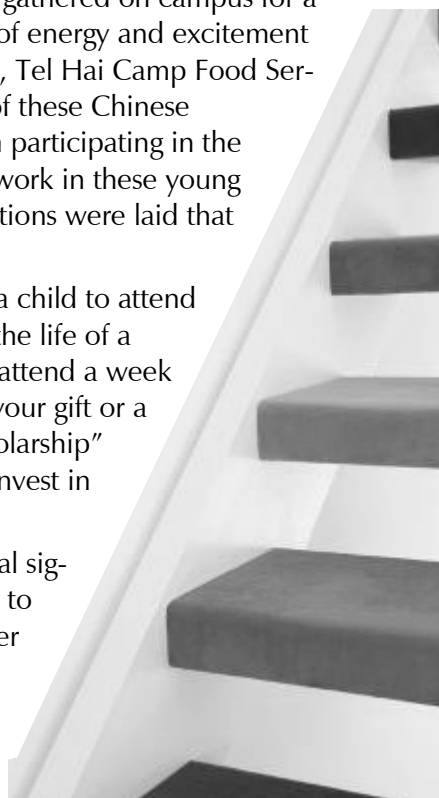 gathered on campus for a
of energy and excitement
, Tel Hai Camp Food Ser-
of these Chinese
participating in the
work in these young
tions were laid that
a child to attend
the life of a
attend a week
your gift or a
olarship”
nvest in
al sig-
to
er